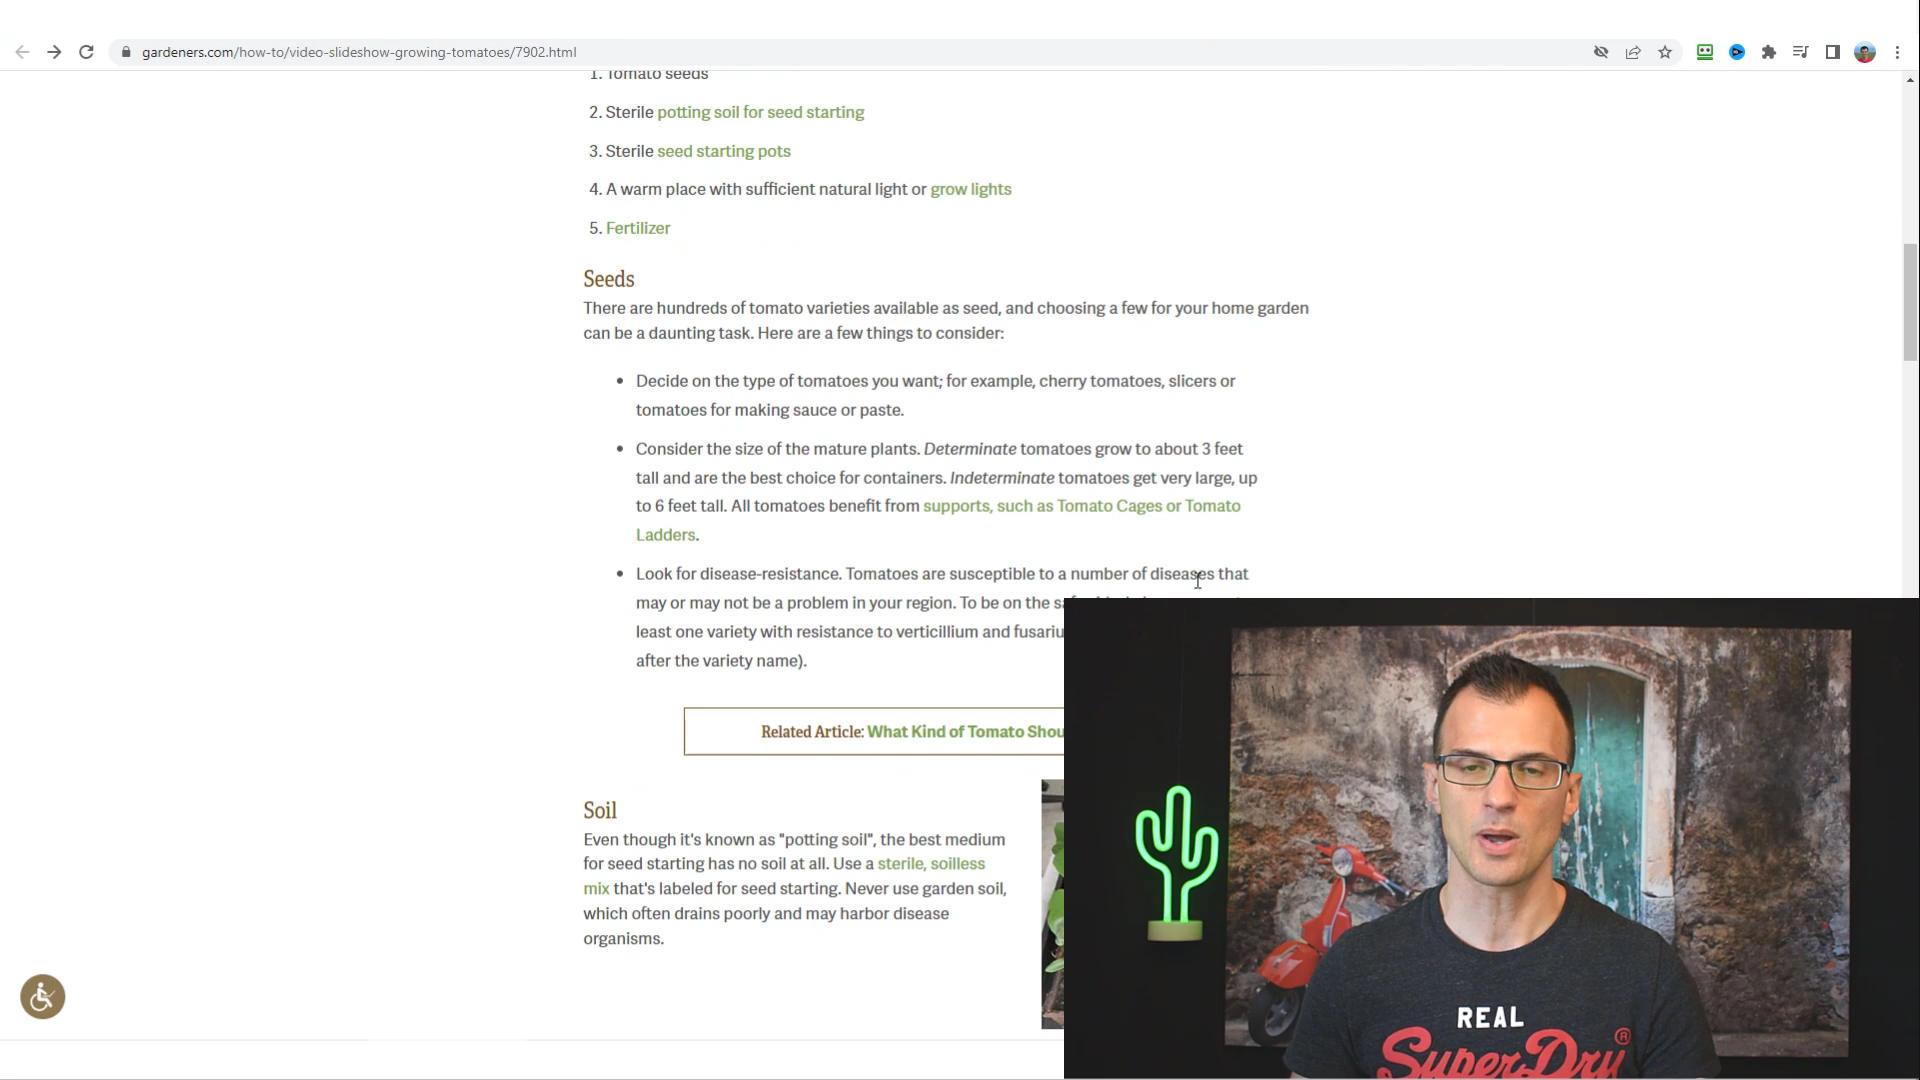 gardeners.com/how-to/video-slideshow-growing-tomatoes/7902.html
1. Tomato seeds
2. Sterile potting soil for seed starting
3. Sterile seed starting pots
4. A warm place with sufficient natural light or grow lights
5. Fertilizer
Seeds
There are hundreds of tomato varieties available as seed, and choosing a few for your home garden
can be a daunting task. Here are a few things to consider:
• Decide on the type of tomatoes you want; for example, cherry tomatoes, slicers or
tomatoes for making sauce or paste.
• Consider the size of the mature plants. Determinate tomatoes grow to about 3 feet
tall and are the best choice for containers. Indeterminate tomatoes get very large, up
to 6 feet tall. All tomatoes benefit from supports, such as Tomato Cages or Tomato
Ladders.
• Look for disease-resistance. Tomatoes are susceptible to a number of diseases that
may or may not be a problem in your region. To be on the
least one variety with resistance to verticillium and
after the variety name).
Related Article: What Kind of Tomato
Soil
Even though it's known as "potting soil", the best medium
for seed starting has no soil at all. Use a sterile, soilless
mix that's labeled for seed starting. Never use garden soil,
which often drains poorly and may harbor disease
organisms.
REAL
SuperDry
®